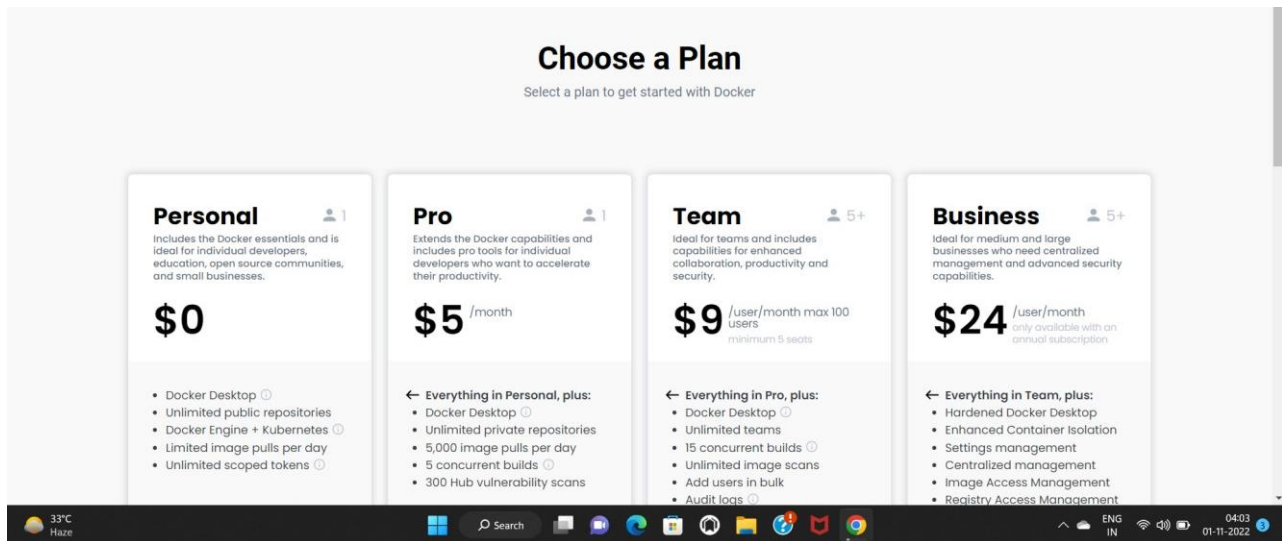 Choose a Plan
Select a plan to get started with Docker
Personal
1
Includes the Docker essentials and is
ideal for individual developers,
education, open source communities,
and small businesses.
$0
Docker Desktop
Unlimited public repositories
Docker Engine + Kubernetes
Limited image pulls per day
Unlimited scoped tokens
Pro
1
Extends the Docker capabilities and
includes pro tools for individual
developers who want to accelerate
their productivity.
$5 /month
Everything in Personal, plus:
Docker Desktop
Unlimited private repositories
5,000 image pulls per day
5 concurrent builds
300 Hub vulnerability scans
Team
5+
Ideal for teams and includes
capabilities for enhanced
collaboration, productivity and
security.
$9 /user/month max 100
users
minimum 5 seats
Everything in Pro, plus:
Docker Desktop
Unlimited teams
15 concurrent builds
Unlimited image scans
Add users in bulk
Audit logs
Business
5+
Ideal for medium and large
businesses who need centralized
management and advanced security
capabilities.
$24 /user/month
only available with an
annual subscription
Everything in Team, plus:
Hardened Docker Desktop
Enhanced Container Isolation
Settings management
Centralized management
Image Access Management
Registry Access Management
33°C
Haze
Search
ENG
IN
04:03
01-11-2022
3